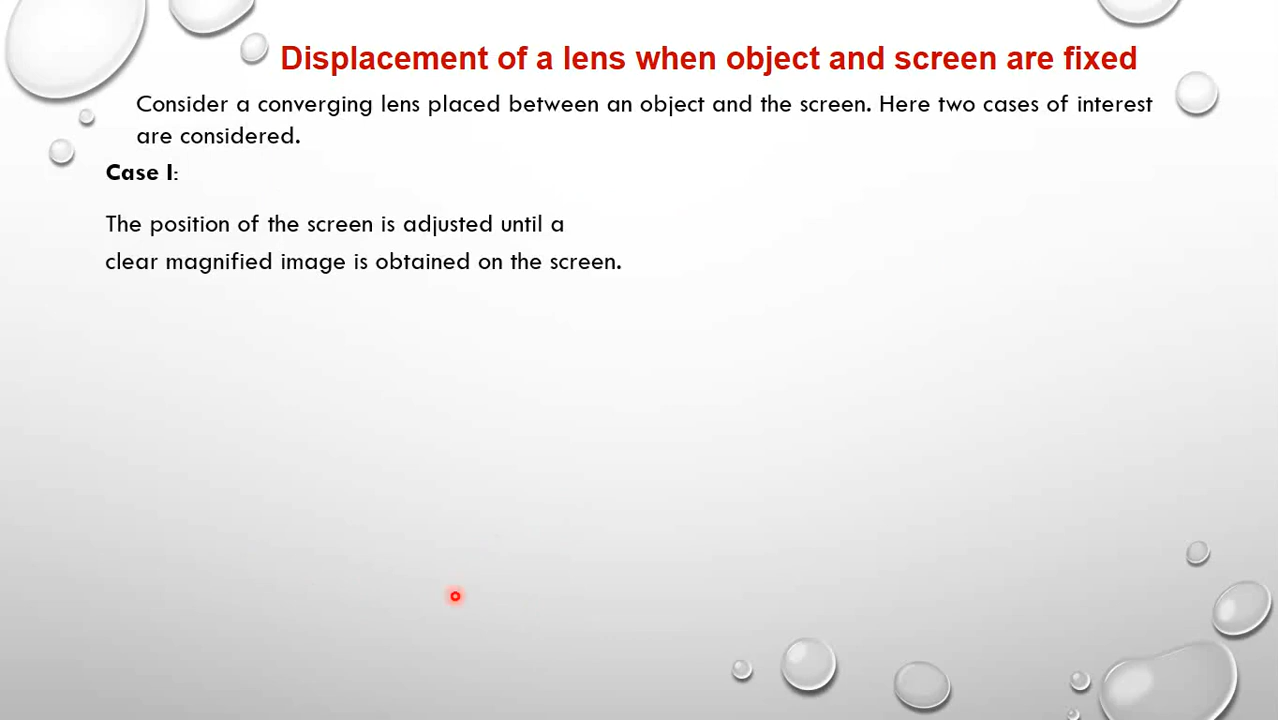 Displacement of a lens when object and screen are fixed
Consider a converging lens placed between an object and the screen. Here two cases of interest
are considered.
Case I:
The position of the screen is adjusted until a
clear magnified image is obtained on the screen.